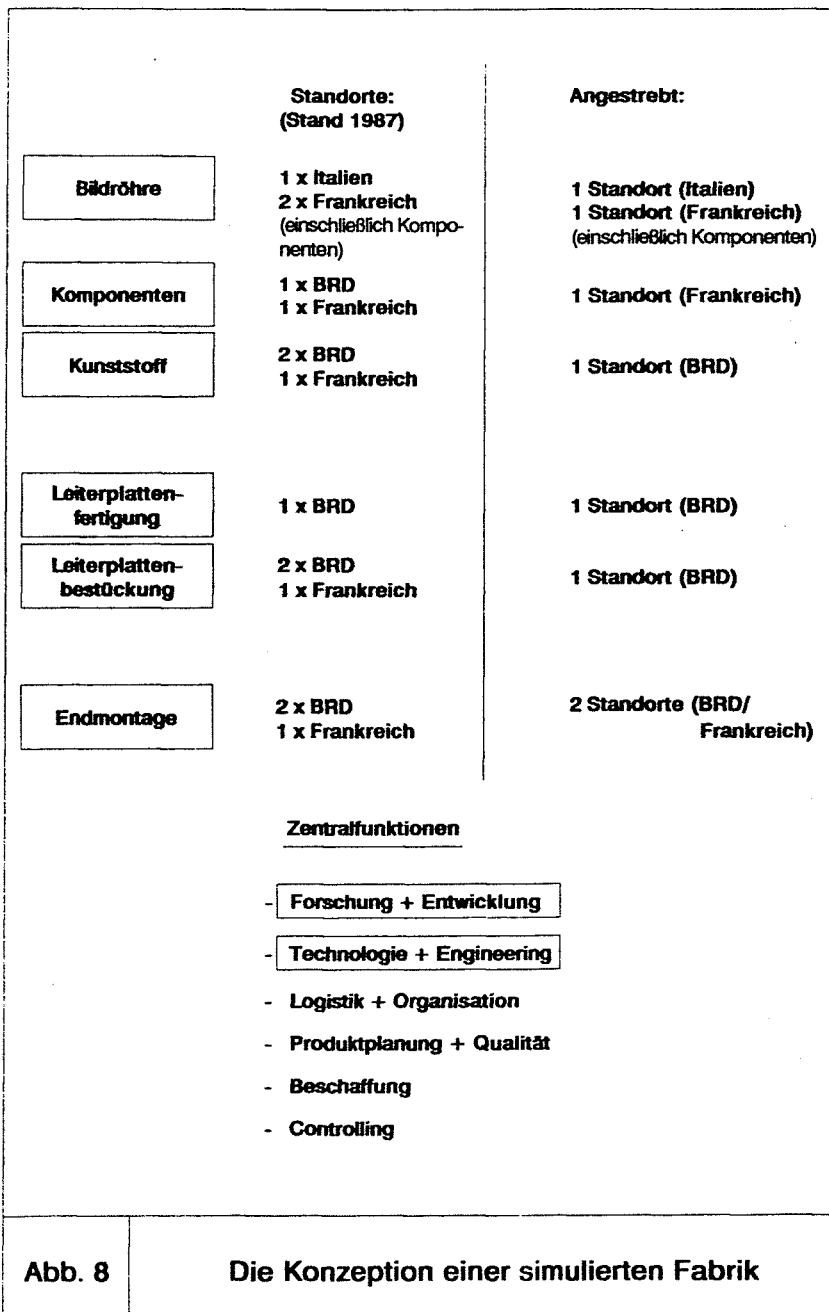 Standorte:
(Stand 1987)
Angestrebt:
Bildröhre
1 x Italien
2 x Frankreich
(einschließlich Kompo-
nenten)
1 Standort (Italien)
1 Standort (Frankreich)
(einschließlich Komponenten)
Komponenten
1 x BRD
1 x Frankreich
1 Standort (Frankreich)
Kunststoff
2 x BRD
1 x Frankreich
1 Standort (BRD)
Leiterplatten-
fertigung
1 x BRD
1 Standort (BRD)
Leiterplatten-
bestückung
2 x BRD
1 x Frankreich
1 Standort (BRD)
Endmontage
2 x BRD
1 x Frankreich
2 Standorte (BRD/
Frankreich)
Zentralfunktionen
- Forschung + Entwicklung
- Technologie + Engineering
- Logistik + Organisation
- Produktplanung + Qualität
- Beschaffung
- Controlling
Abb. 8
Die Konzeption einer simulierten Fabrik